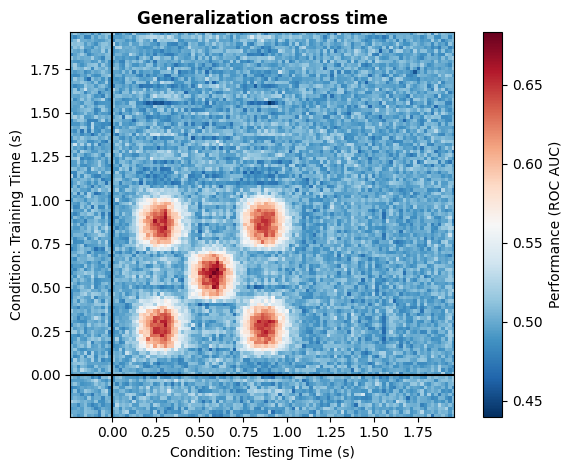 Generalization across time
Condition: Training Time (s)
1.75
1.50
1.25
1.00
0.75
0.50
0.25
0.00
0.00 0.25 0.50 0.75 1.00 1.25 1.50 1.75
Condition: Testing Time (s)
0.65
0.60
0.55
0.50
0.45
Performance (ROC AUC)